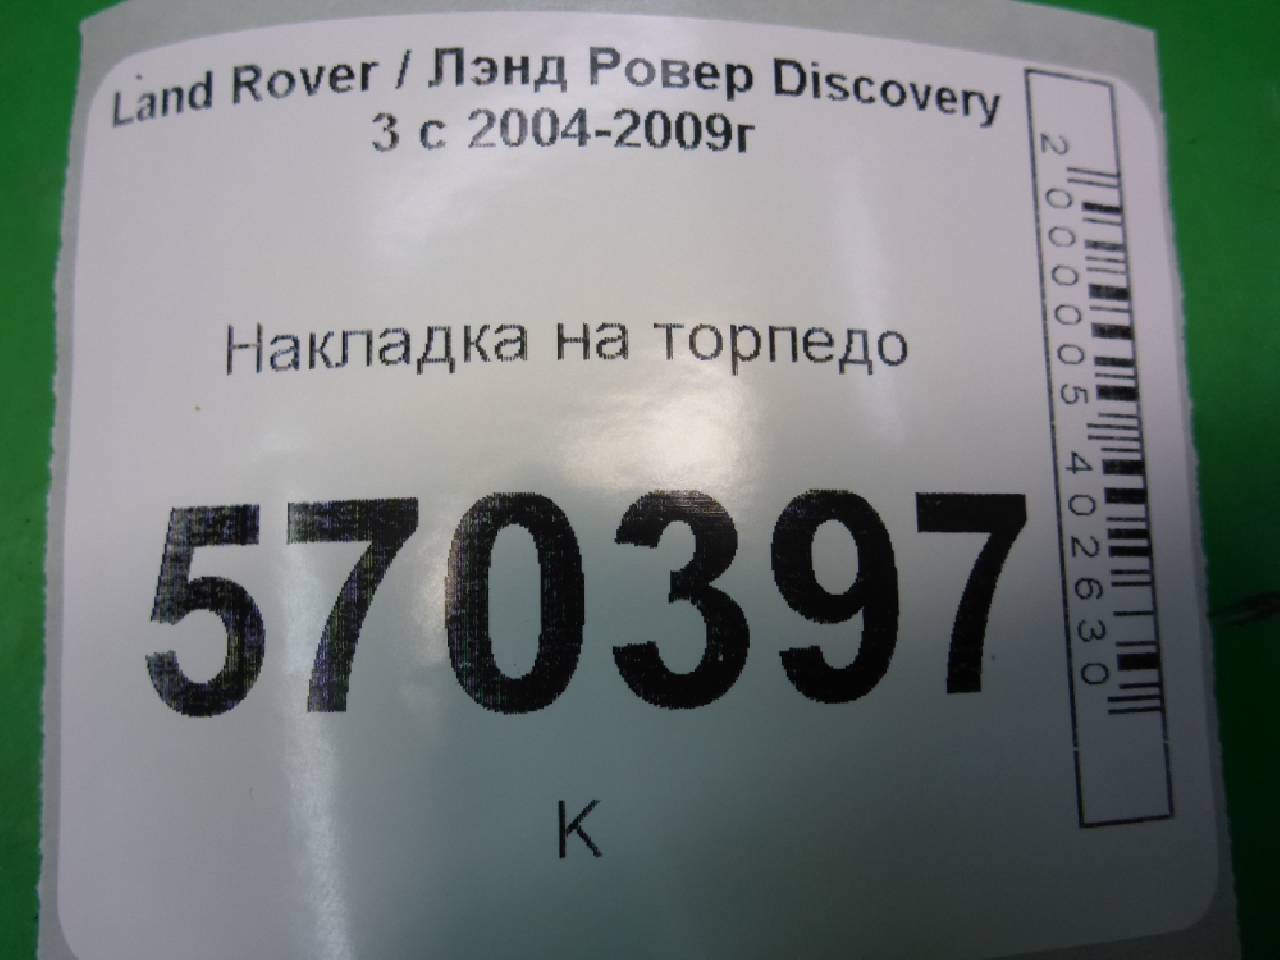 Land Rover / Лэнд Ровер Discovery
3 с 2004-2009г
Накладка на торпедо
570397
К
2000005402630